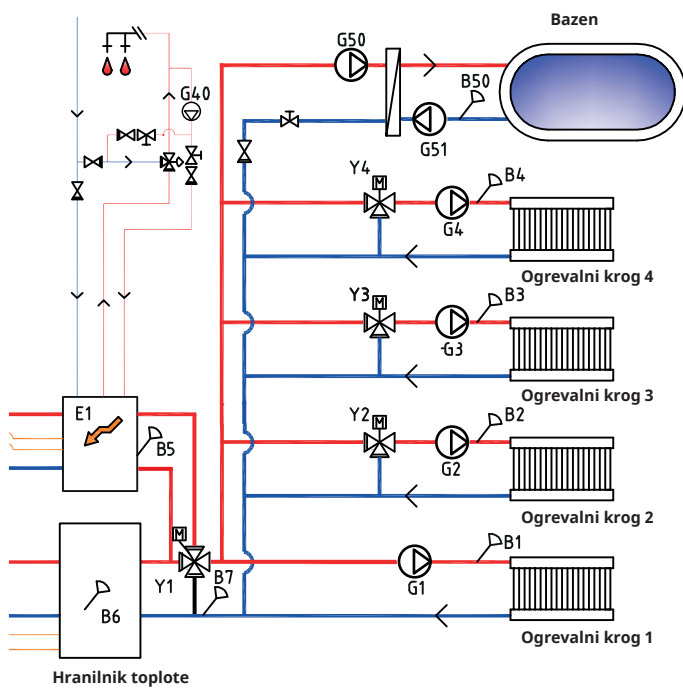 Bazen
G50
B50
G40
G51
Y4
M
B4
G4
Ogrevalni krog 4
Y3
M
B3
-G3
Ogrevalni krog 3
E1
B5
Y2
M
B2
G2
Ogrevalni krog 2
M
Y1
B7
B1
G1
B6
Ogrevalni krog 1
Hranilnik toplote